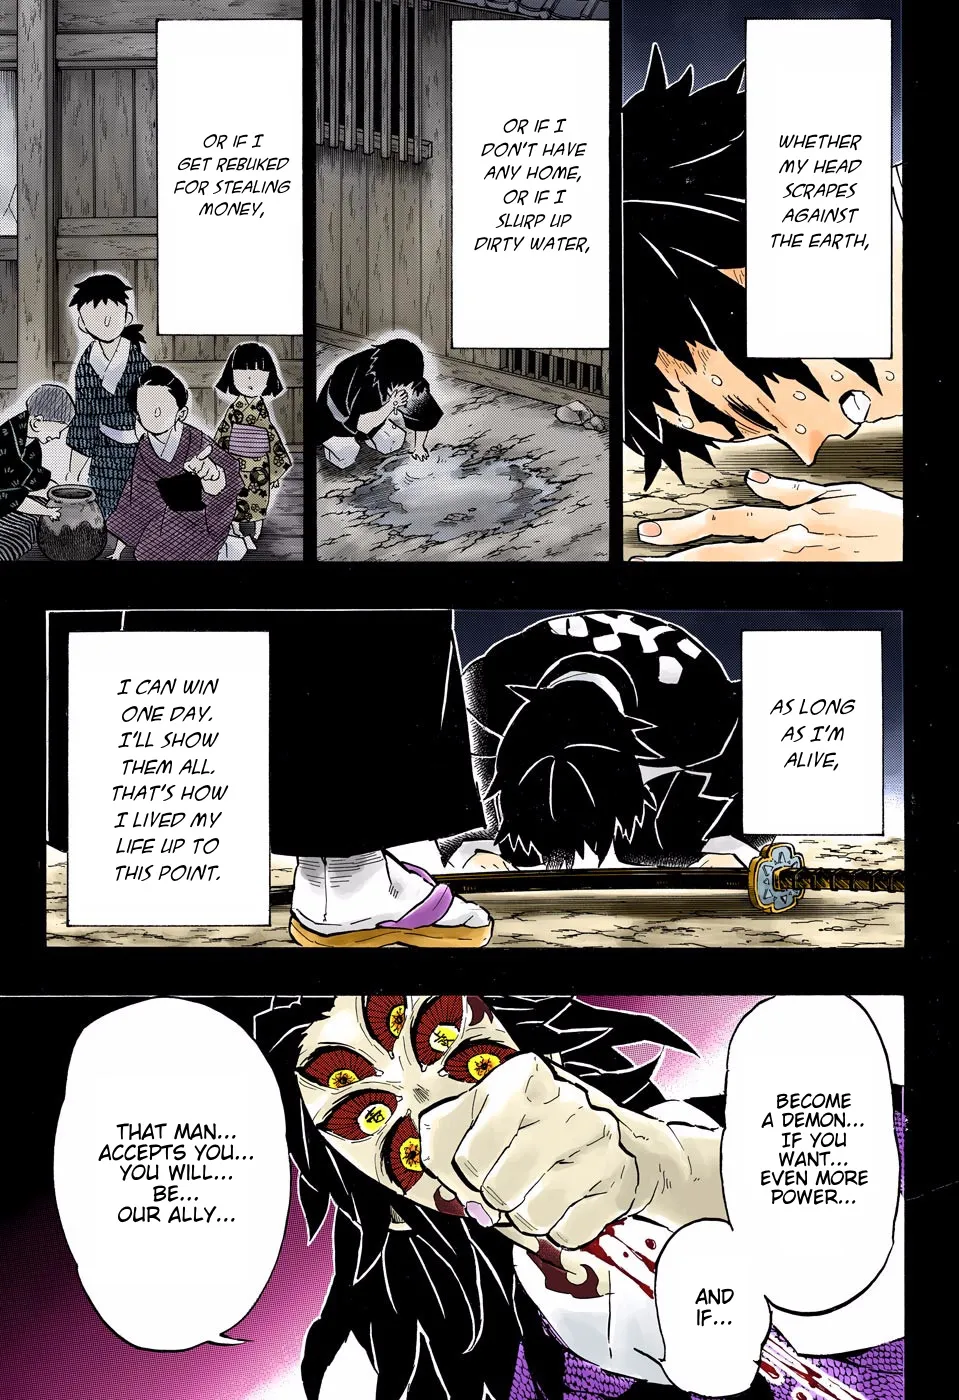 WHETHER
MY HEAD
SCRAPES
AGAINST
THE EARTH,
OR IF I
DON'T HAVE
ANY HOME,
OR IF I
SLURP UP
DIRTY WATER,
OR IF I
GET REBUKED
FOR STEALING
MONEY,
AS LONG
AS I'M
ALIVE,
I CAN WIN
ONE DAY.
I'LL SHOW
THEM ALL.
THAT'S HOW
I LIVED MY
LIFE UP TO
THIS POINT.
BECOME
A DEMON...
IF YOU
WANT...
EVEN MORE
POWER...
AND
IF...
THAT MAN...
ACCEPTS YOU...
YOU WILL...
BE...
OUR ALLY...